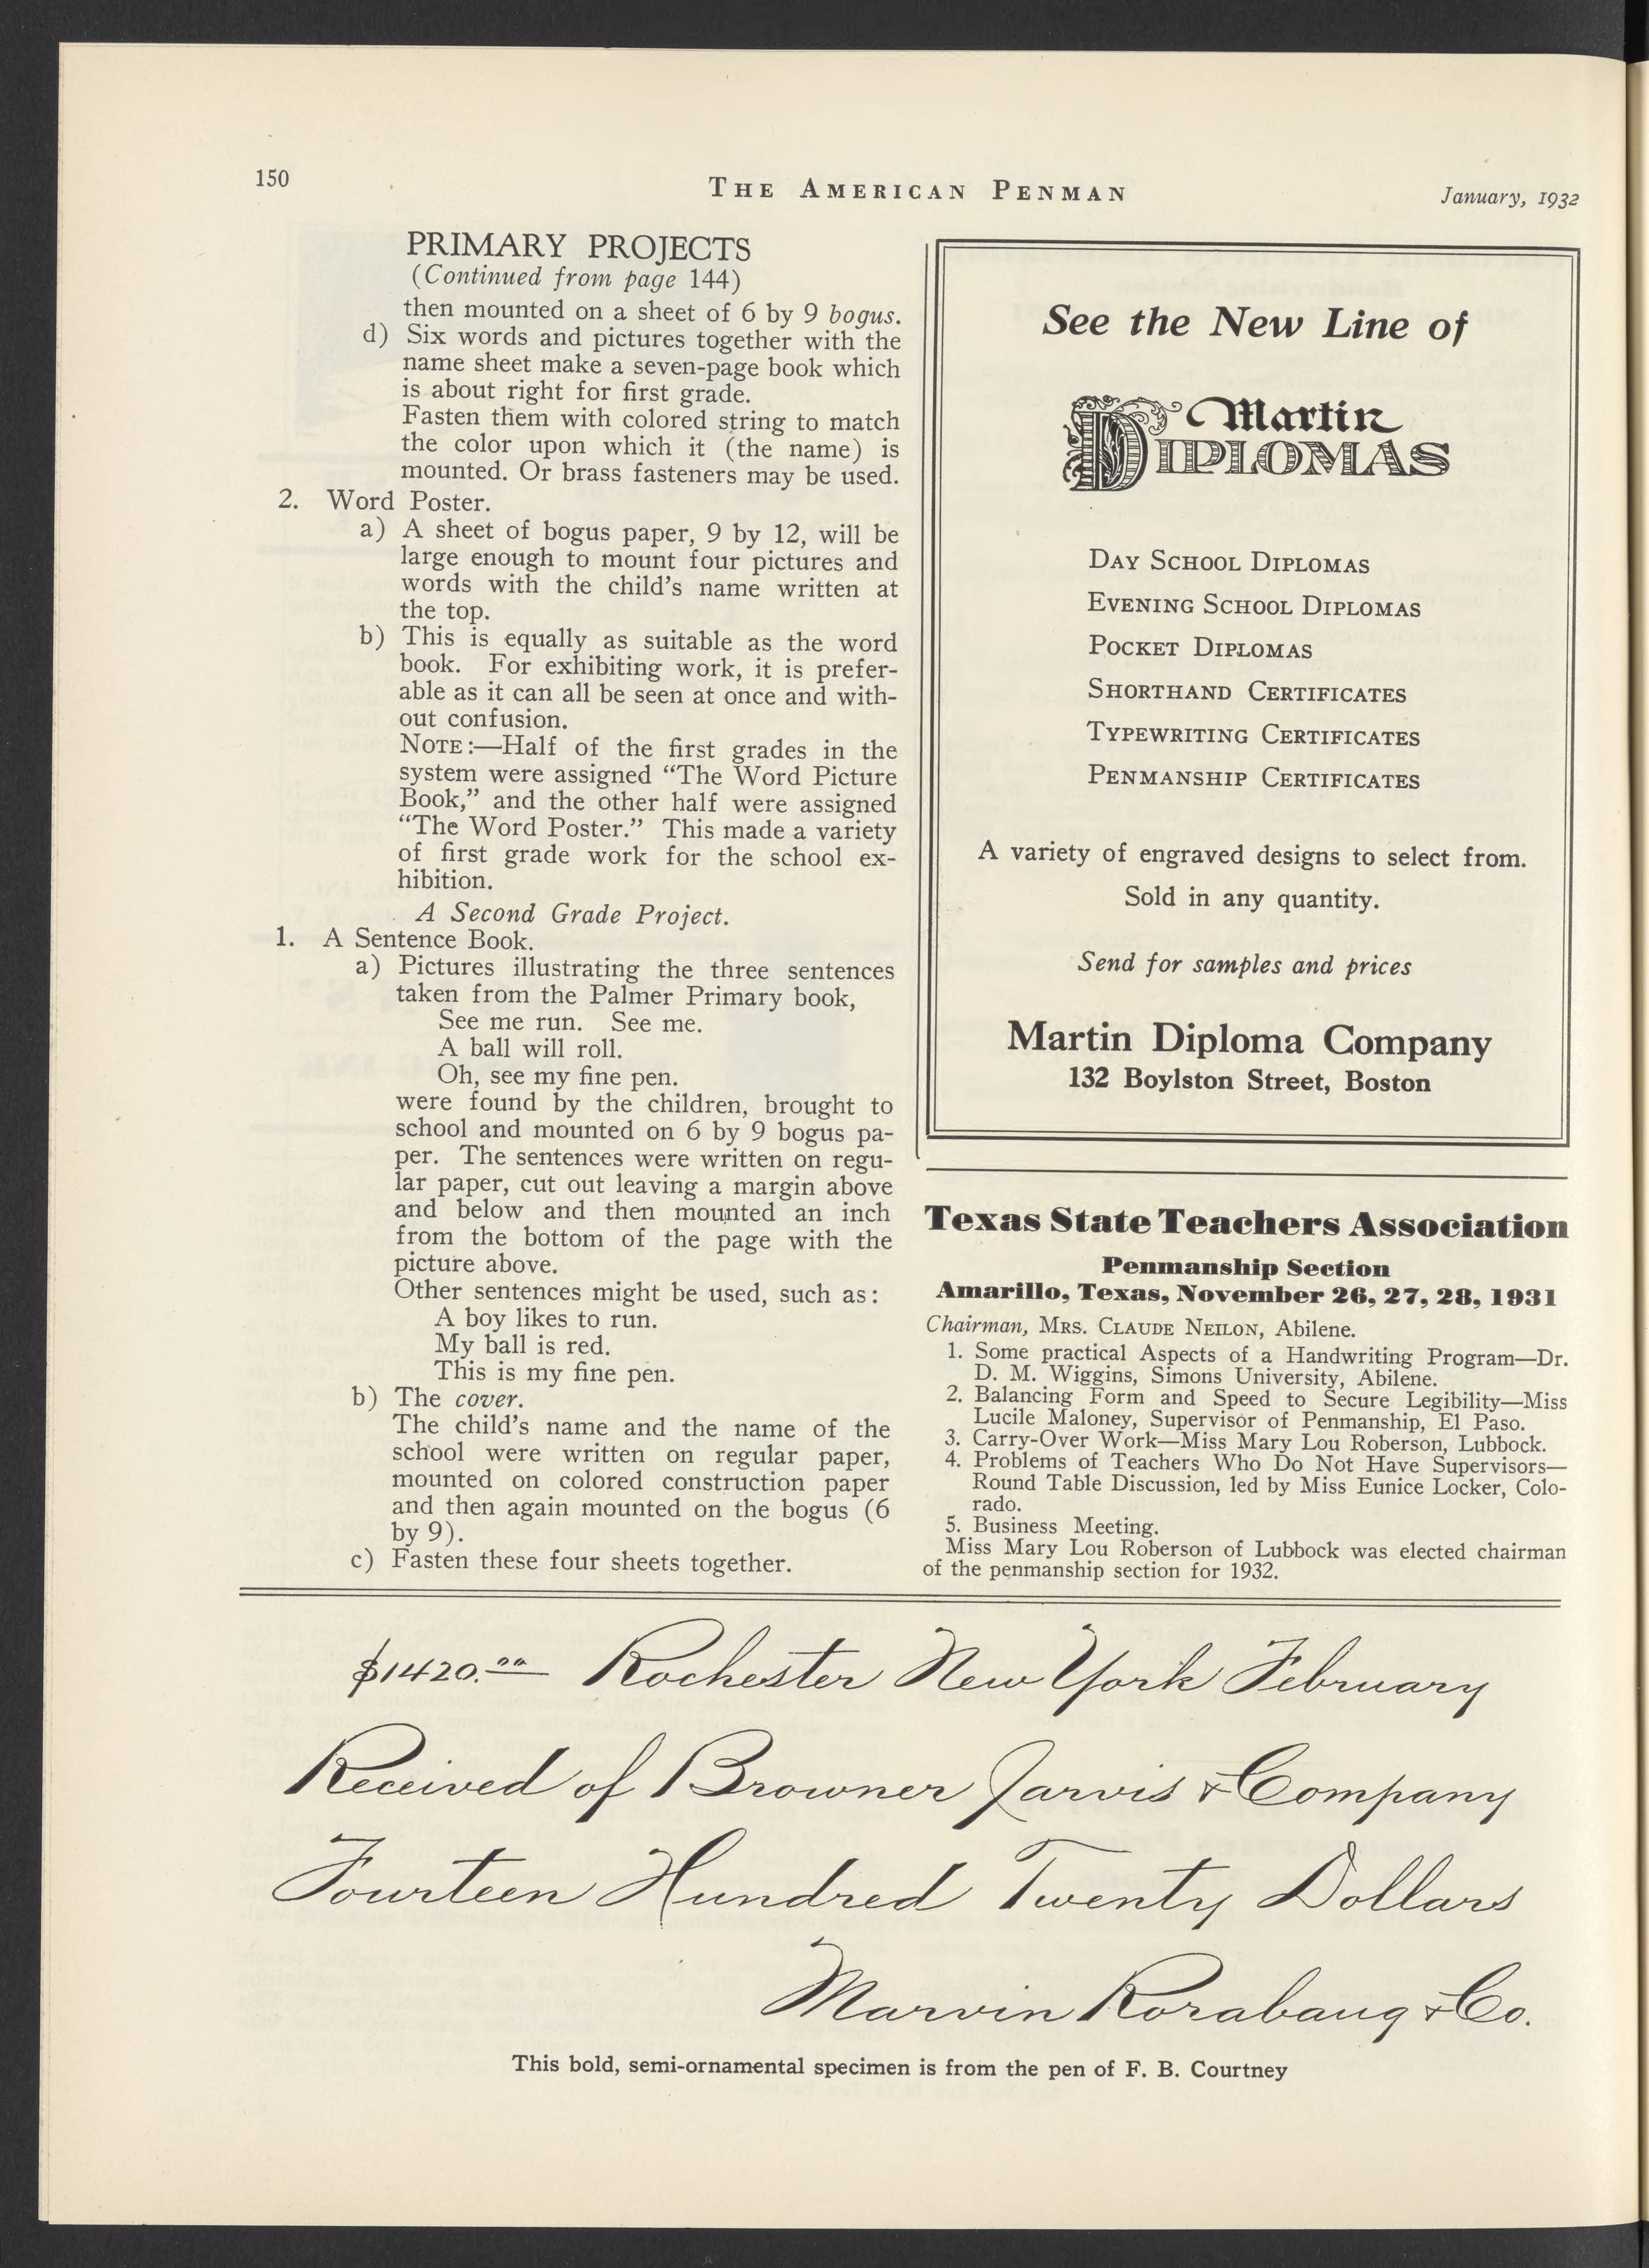 150
THE AMERICAN PENMAN
January, 1932
PRIMARY PROJECTS
(Continued from page 144)
then mounted on a sheet of 6 by 9 bogus.
d) Six words and pictures together with the
name sheet make a seven-page book which
is about right for first grade.
Fasten them with colored string to match
the color upon which it (the name) is
mounted. Or brass fasteners may be used.
2. Word Poster.
a) A sheet of bogus paper, 9 by 12, will be
large enough to mount four pictures and
words with the child's name written at
the top.
b) This is equally as suitable as the word
book. For exhibiting work, it is prefer-
able as it can all be seen at once and with-
out confusion.
NOTE:—Half of the first grades in the
system were assigned "The Word Picture
Book," and the other half were assigned
"The Word Poster." This made a variety
of first grade work for the school ex-
hibition.
A Second Grade Project.
1. A Sentence Book.
a) Pictures illustrating the three sentences
taken from the Palmer Primary book,
See me run. See me.
A ball will roll.
Oh, see my fine pen.
were found by the children, brought to
school and mounted on 6 by 9 bogus pa-
per. The sentences were written on regu-
lar paper, cut out leaving a margin above
and below and then mounted an inch
from the bottom of the page with the
picture above.
Other sentences might be used, such as:
A boy likes to run.
My ball is red.
This is my fine pen.
b) The cover.
The child's name and the name of the
school were written on regular paper,
mounted on colored construction paper
and then again mounted on the bogus (6
by 9).
c) Fasten these four sheets together.
See the New Line of
Martin
DIPLOMAS
DAY SCHOOL DIPLOMAS
EVENING SCHOOL DIPLOMAS
POCKET DIPLOMAS
SHORTHAND CERTIFICATES
TYPEWRITING CERTIFICATES
PENMANSHIP CERTIFICATES
A variety of engraved designs to select from.
Sold in any quantity.
Send for samples and prices
Martin Diploma Company
132 Boylston Street, Boston
Texas State Teachers Association
Penmanship Section
Amarillo, Texas, November 26, 27, 28, 1931
Chairman, MRS. CLAUDE NEILON, Abilene.
1. Some practical Aspects of a Handwriting Program—Dr.
D. M. Wiggins, Simons University, Abilene.
2. Balancing Form and Speed to Secure Legibility—Miss
Lucile Maloney, Supervisor of Penmanship, El Paso.
3. Carry-Over Work—Miss Mary Lou Roberson, Lubbock.
4. Problems of Teachers Who Do Not Have Supervisors—
Round Table Discussion, led by Miss Eunice Locker, Colo-
rado.
5. Business Meeting.
Miss Mary Lou Roberson of Lubbock was elected chairman
of the penmanship section for 1932.
$1420.00 Rochester New York February
Received of Browner Jarvis & Company
Fourteen Hundred Twenty Dollars
Marvin Rorabaug & Co.
This bold, semi-ornamental specimen is from the pen of F. B. Courtney